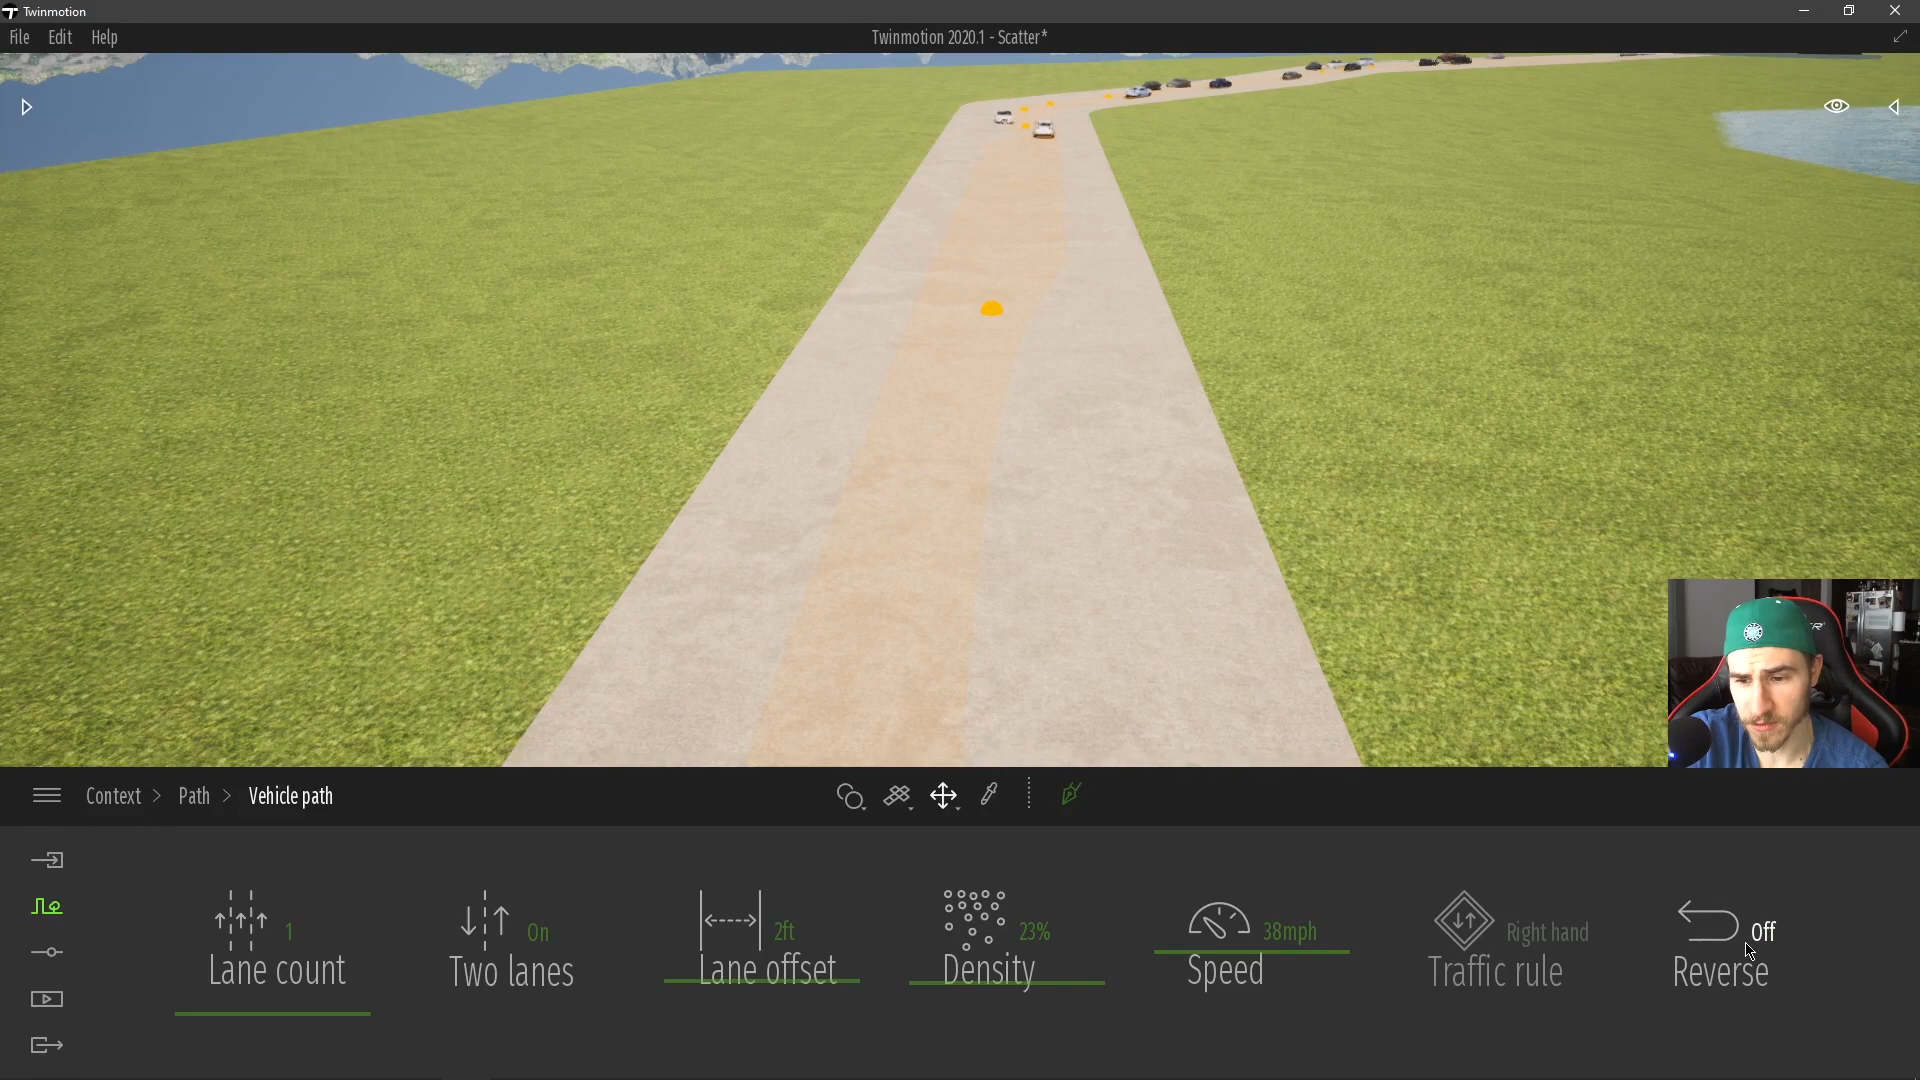 Twinmotion
File Edit Help
Twinmotion 2020.1 - Scatter*
Context > Path > Vehicle path
1
Lane count
On
Two lanes
2ft
Lane offset
23%
Density
38mph
Speed
Right hand
Traffic rule
Off
Reverse